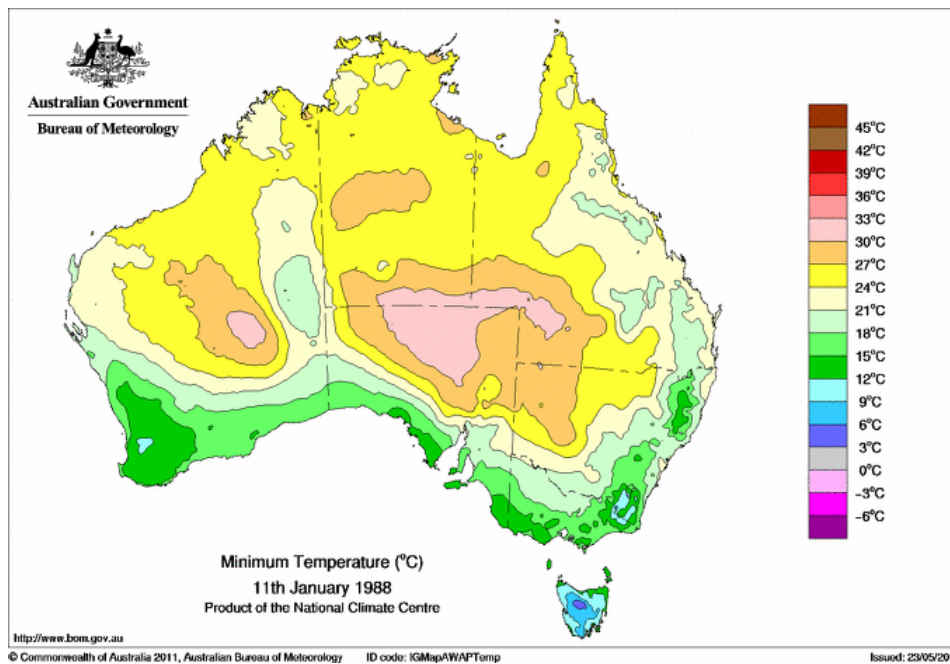 Australian Government
Bureau of Meteorology
45°C
42°C
39°C
36°C
33°C
30°C
27°C
24°C
21°C
18°C
15°C
12°C
9°C
6°C
3°C
0°C
-3°C
-6°C
Minimum Temperature (°C)
11th January 1988
Product of the National Climate Centre
http://www.bom.gov.au
© Commonwealth of Australia 2011, Australian Bureau of Meteorology ID code: IGMapAWAPTemp Issued: 23/05/20